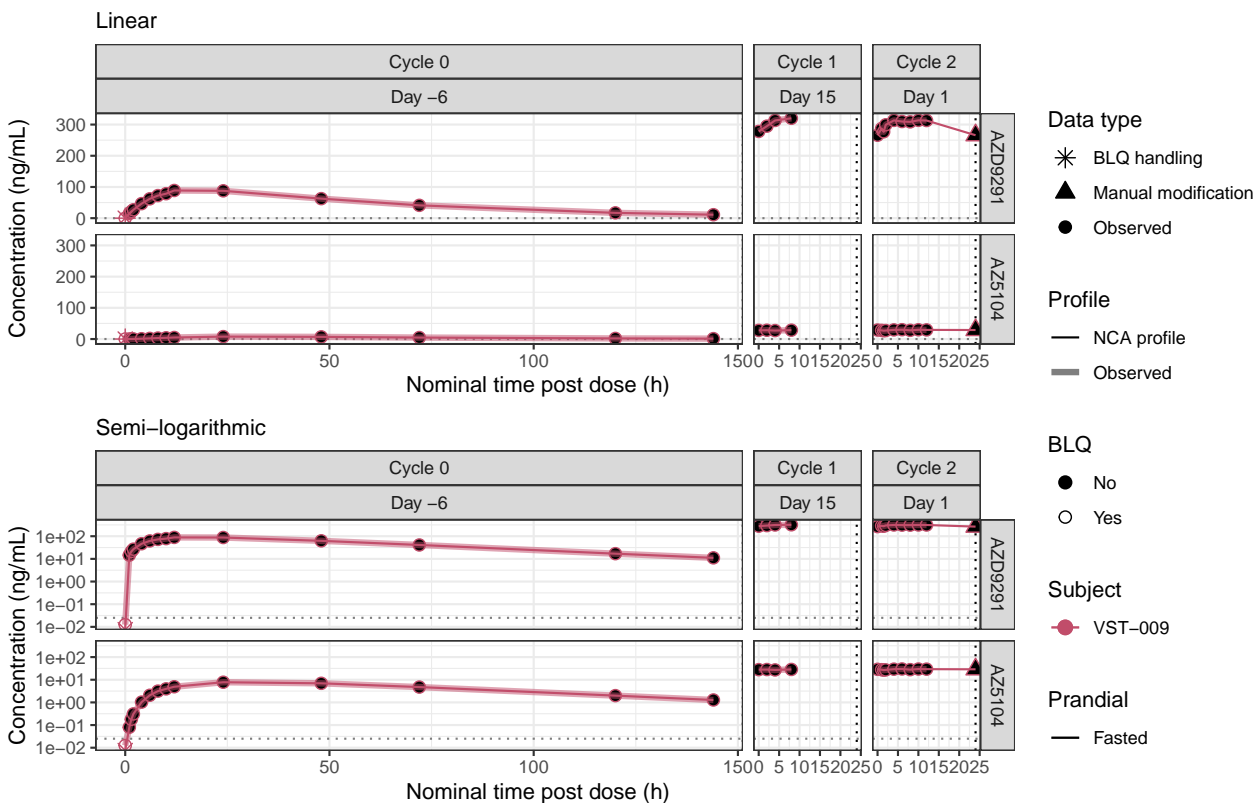 Linear
Cycle 0
Cycle 1
Cycle 2
Day −6
Day 15
Day 1
Concentration (ng/mL)
300
200
100
0
AZD9291
300
200
100
0
AZ5104
0 50 100 150
0 5 10 15 20 25
0 5 10 15 20 25
Nominal time post dose (h)
Semi−logarithmic
Cycle 0
Cycle 1
Cycle 2
Day −6
Day 15
Day 1
Concentration (ng/mL)
1e+02
1e+01
1e+00
1e−01
1e−02
AZD9291
1e+02
1e+01
1e+00
1e−01
1e−02
AZ5104
0 50 100 150
0 5 10 15 20 25
0 5 10 15 20 25
Nominal time post dose (h)
Data type
BLQ handling
Manual modification
Observed
Profile
NCA profile
Observed
BLQ
No
Yes
Subject
VST−009
Prandial
Fasted